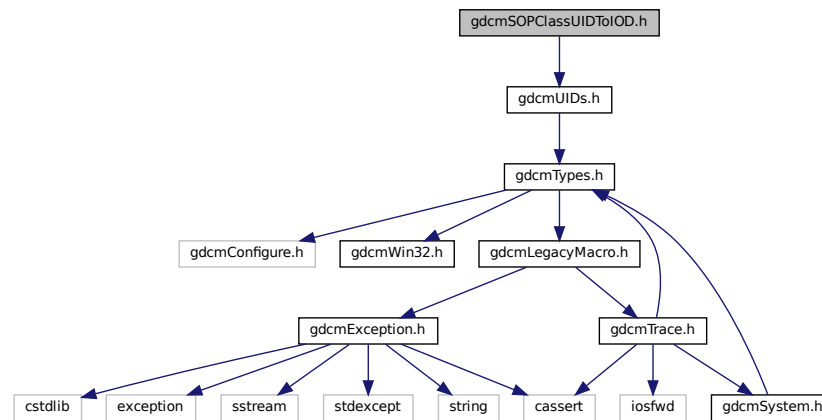 gdcmSOPClassUIDToIOD.h
gdcmUIDs.h
gdcmTypes.h
gdcmConfigure.h
gdcmWin32.h
gdcmLegacyMacro.h
gdcmException.h
gdcmTrace.h
cstdlib
exception
sstream
stdexcept
string
cassert
iosfwd
gdcmSystem.h